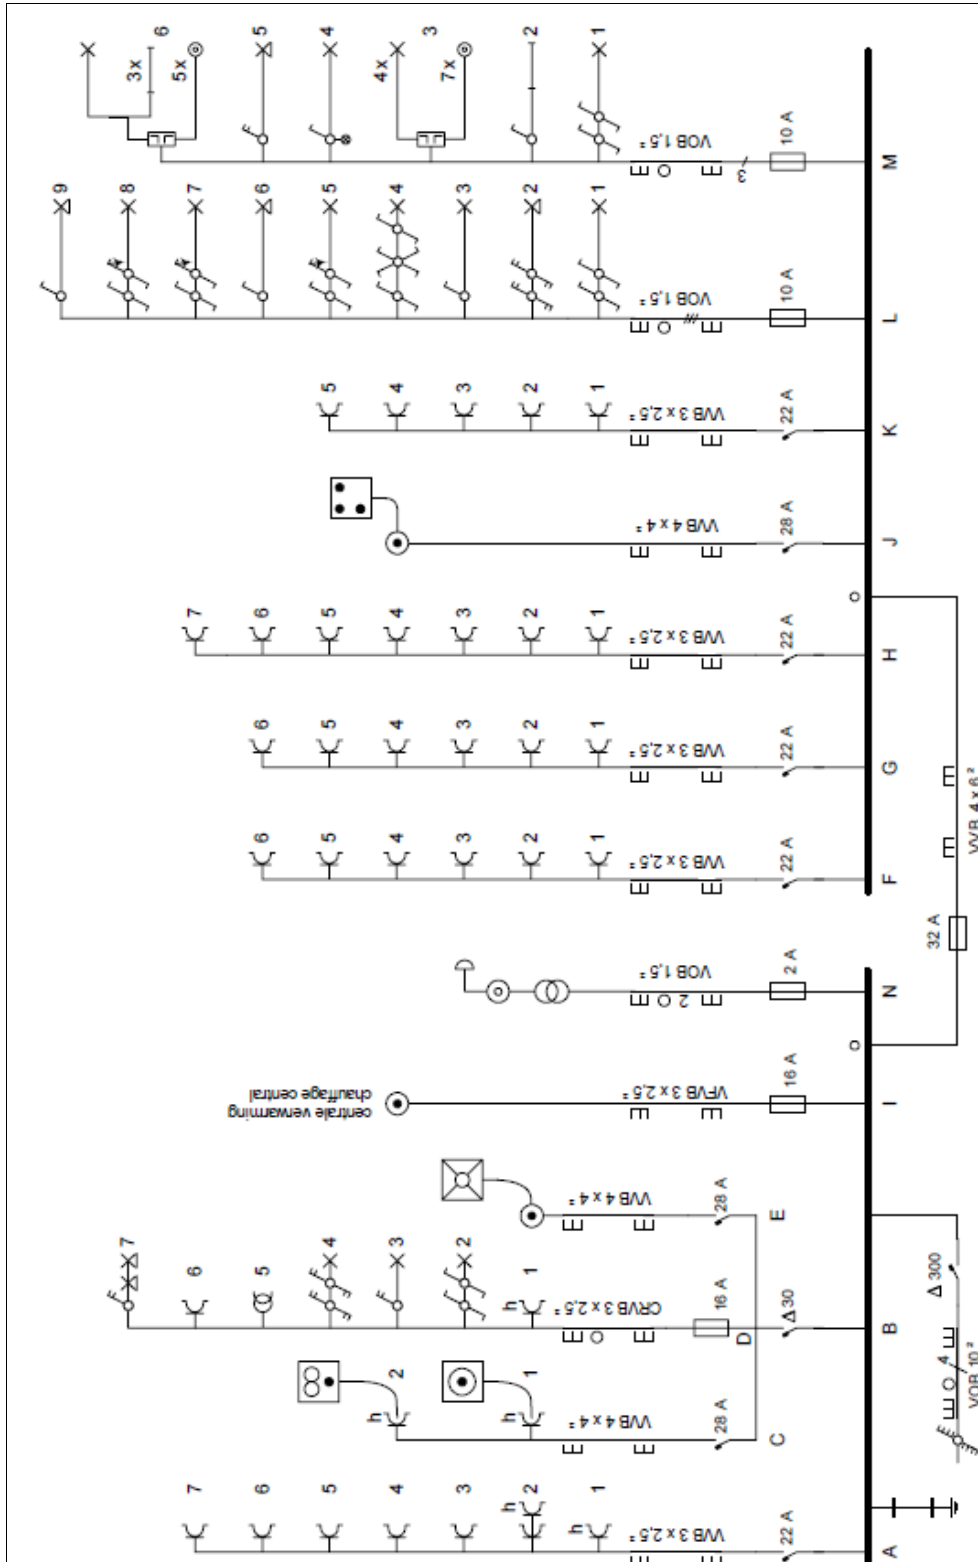 6
3x
5x
5
4
3
4x
7x
2
1
VOB 1,5²
3
10 A
M
9
8
7
6
5
4
3
2
1
VOB 1,5²
10 A
L
5
4
3
2
1
VVB 3 x 2,5²
22 A
K
VVB 4 x 4²
28 A
J
7
6
5
4
3
2
1
VVB 3 x 2,5²
22 A
H
6
5
4
3
2
1
VVB 3 x 2,5²
22 A
G
6
5
4
3
2
1
VVB 3 x 2,5²
22 A
F
VVB 4 x 6²
32 A
VOB 1,5²
2
2 A
N
centrale verwarming
chauffage central
VFVB 3 x 2,5²
16 A
I
VVB 4 x 4²
28 A
E
7
6
5
4
3
2
1
h
CRVB 3 x 2,5²
16 A
D
Δ30
B
2
h
1
h
VVB 4 x 4²
28 A
C
Δ 300
4
VOB 10²
7
6
5
4
3
2
h
1
h
VVB 3 x 2,5²
22 A
A